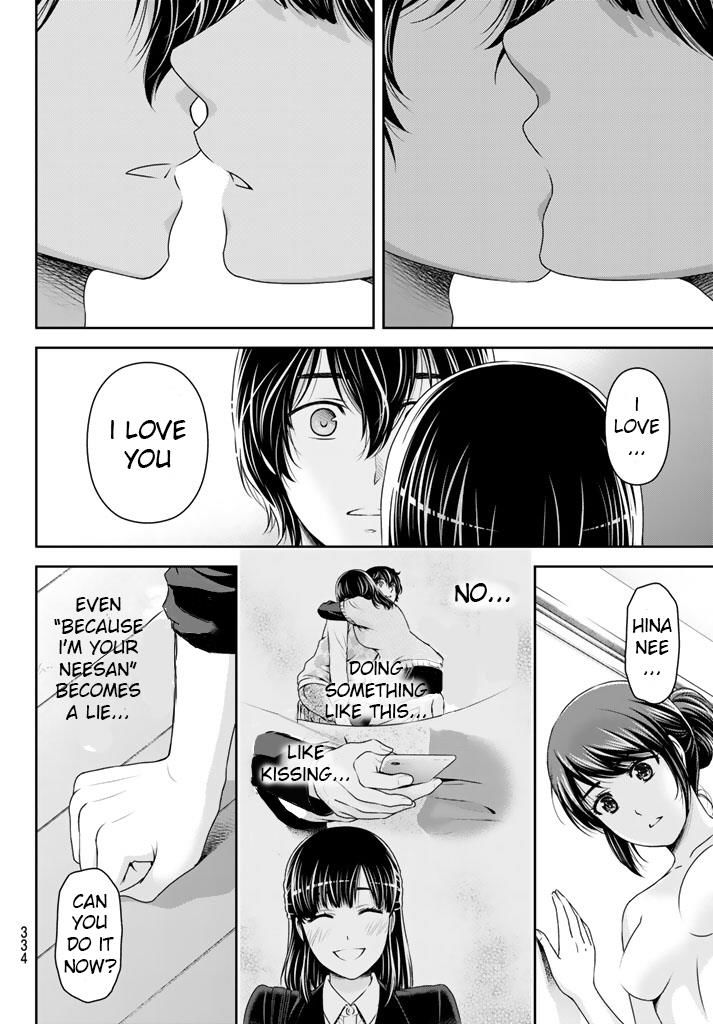 I
LOVE
...
I LOVE
YOU
HINA
NEE
...
NO...
DOING
SOMETHING
LIKE THIS...
LIKE
KISSING...
EVEN
"BECAUSE
I'M YOUR
NEESAN"
BECOMES
A LIE...
CAN
YOU
DO IT
NOW?
334